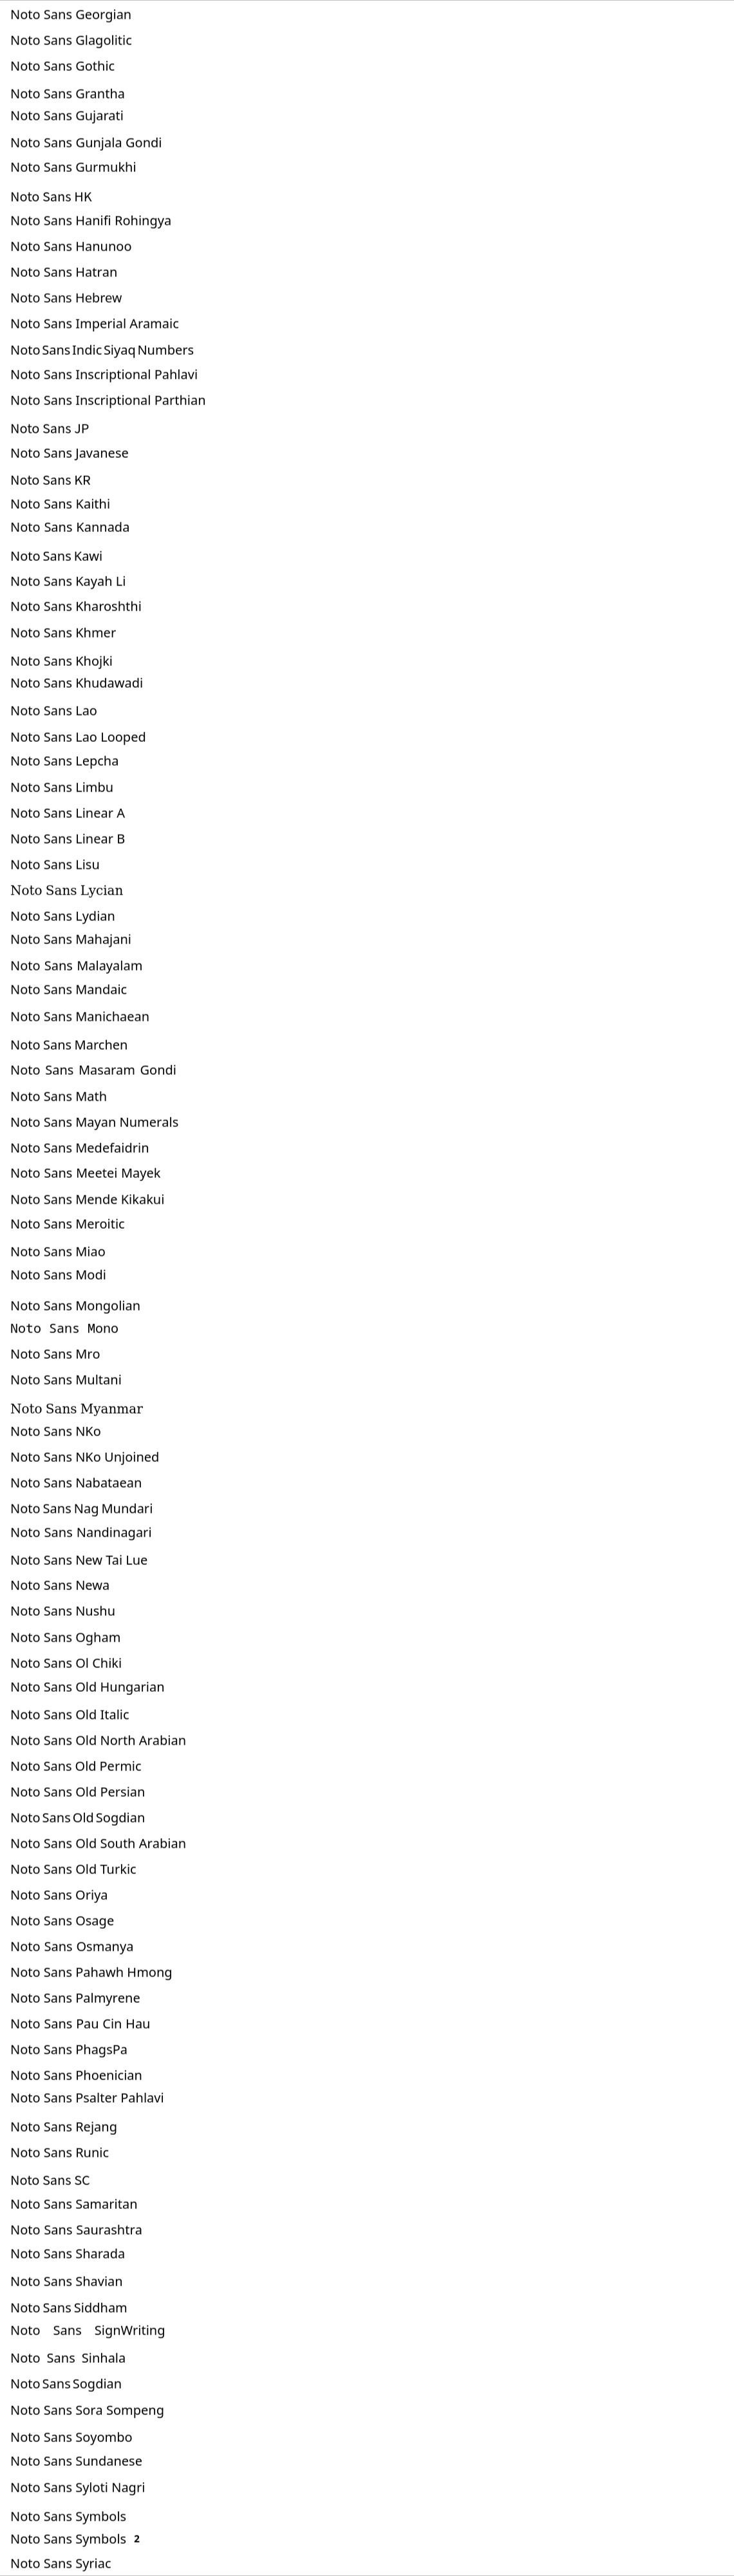 Noto Sans Georgian
Noto Sans Glagolitic
Noto Sans Gothic
Noto Sans Grantha
Noto Sans Gujarati
Noto Sans Gunjala Gondi
Noto Sans Gurmukhi
Noto Sans HK
Noto Sans Hanifi Rohingya
Noto Sans Hanunoo
Noto Sans Hatran
Noto Sans Hebrew
Noto Sans Imperial Aramaic
Noto Sans Indic Siyaq Numbers
Noto Sans Inscriptional Pahlavi
Noto Sans Inscriptional Parthian
Noto Sans JP
Noto Sans Javanese
Noto Sans KR
Noto Sans Kaithi
Noto Sans Kannada
Noto Sans Kawi
Noto Sans Kayah Li
Noto Sans Kharoshthi
Noto Sans Khmer
Noto Sans Khojki
Noto Sans Khudawadi
Noto Sans Lao
Noto Sans Lao Looped
Noto Sans Lepcha
Noto Sans Limbu
Noto Sans Linear A
Noto Sans Linear B
Noto Sans Lisu
Noto Sans Lycian
Noto Sans Lydian
Noto Sans Mahajani
Noto Sans Malayalam
Noto Sans Mandaic
Noto Sans Manichaean
Noto Sans Marchen
Noto Sans Masaram Gondi
Noto Sans Math
Noto Sans Mayan Numerals
Noto Sans Medefaidrin
Noto Sans Meetei Mayek
Noto Sans Mende Kikakui
Noto Sans Meroitic
Noto Sans Miao
Noto Sans Modi
Noto Sans Mongolian
Noto Sans Mono
Noto Sans Mro
Noto Sans Multani
Noto Sans Myanmar
Noto Sans NKo
Noto Sans NKo Unjoined
Noto Sans Nabataean
Noto Sans Nag Mundari
Noto Sans Nandinagari
Noto Sans New Tai Lue
Noto Sans Newa
Noto Sans Nushu
Noto Sans Ogham
Noto Sans Ol Chiki
Noto Sans Old Hungarian
Noto Sans Old Italic
Noto Sans Old North Arabian
Noto Sans Old Permic
Noto Sans Old Persian
Noto Sans Old Sogdian
Noto Sans Old South Arabian
Noto Sans Old Turkic
Noto Sans Oriya
Noto Sans Osage
Noto Sans Osmanya
Noto Sans Pahawh Hmong
Noto Sans Palmyrene
Noto Sans Pau Cin Hau
Noto Sans PhagsPa
Noto Sans Phoenician
Noto Sans Psalter Pahlavi
Noto Sans Rejang
Noto Sans Runic
Noto Sans SC
Noto Sans Samaritan
Noto Sans Saurashtra
Noto Sans Sharada
Noto Sans Shavian
Noto Sans Siddham
Noto Sans SignWriting
Noto Sans Sinhala
Noto Sans Sogdian
Noto Sans Sora Sompeng
Noto Sans Soyombo
Noto Sans Sundanese
Noto Sans Syloti Nagri
Noto Sans Symbols
Noto Sans Symbols 2
Noto Sans Syriac